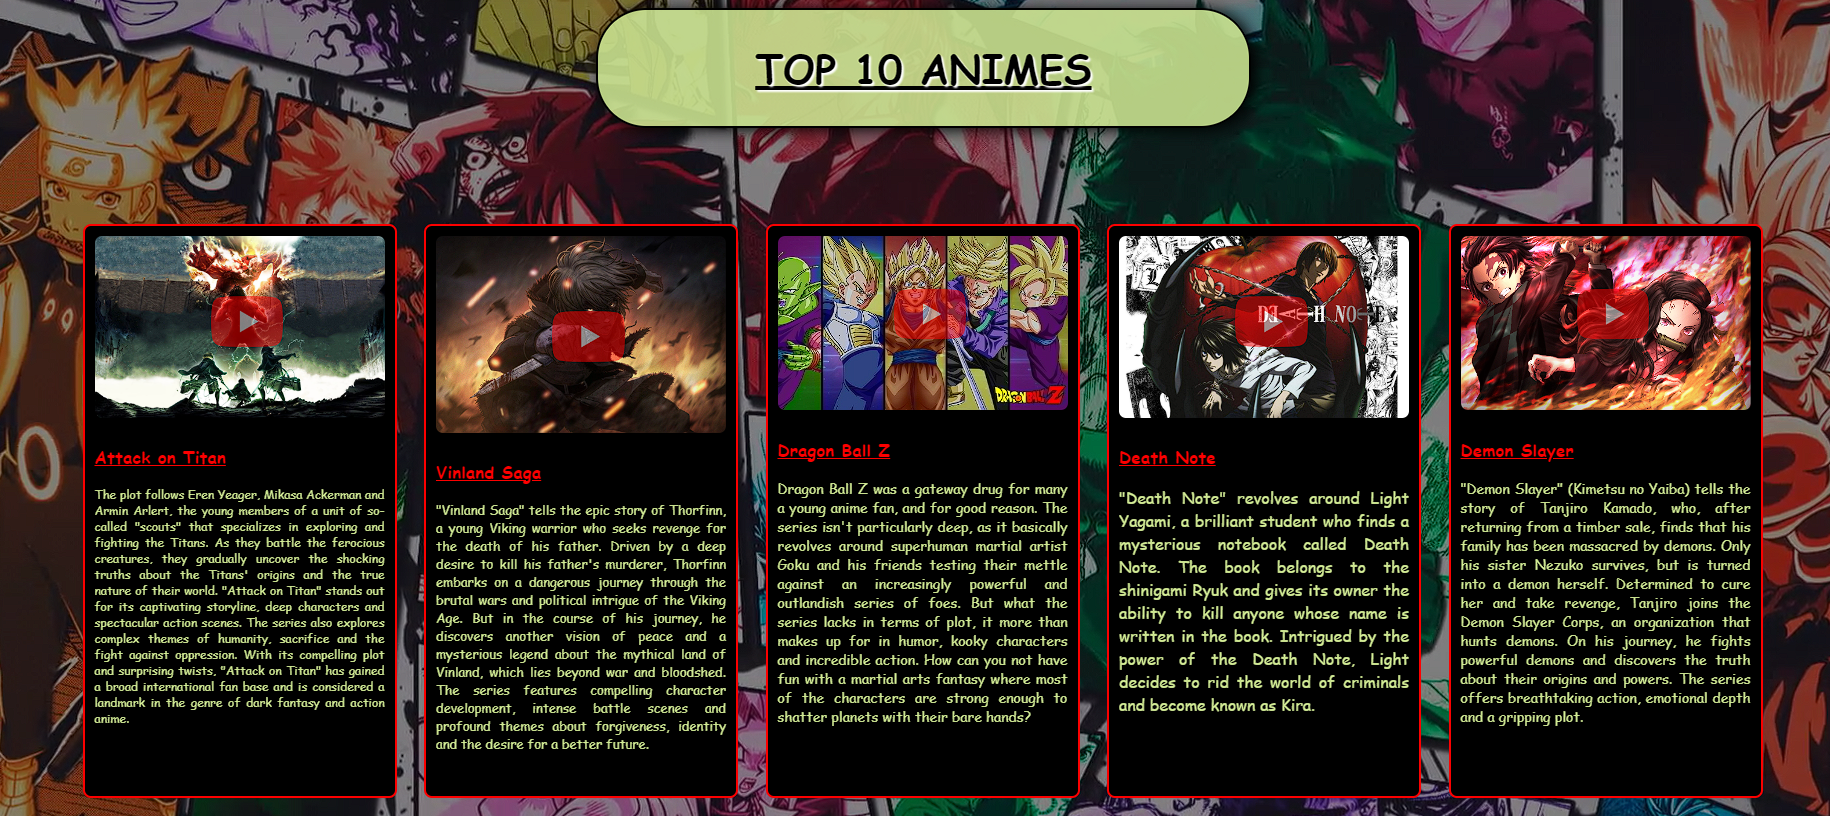 TOP 10 ANIMES
Attack on Titan
The plot follows Eren Yeager, Mikasa Ackerman and
Armin Arlert, the young members of a unit of so-
called "scouts" that specializes in exploring and
fighting the Titans. As they battle the ferocious
creatures, they gradually uncover the shocking
truths about the Titans' origins and the true
nature of their world. "Attack on Titan" stands out
for its captivating storyline, deep characters and
spectacular action scenes. The series also explores
complex themes of humanity, sacrifice and the
fight against oppression. With its compelling plot
and surprising twists, "Attack on Titan" has gained
a broad international fan base and is considered a
landmark in the genre of dark fantasy and action
anime.
Vinland Saga
"Vinland Saga" tells the epic story of Thorfinn,
a young Viking warrior who seeks revenge for
the death of his father. Driven by a deep
desire to kill his father's murderer, Thorfinn
embarks on a dangerous journey through the
brutal wars and political intrigue of the Viking
Age. But in the course of his journey, he
discovers another vision of peace and a
mysterious legend about the mythical land of
Vinland, which lies beyond war and bloodshed.
The series features compelling character
development, intense battle scenes and
profound themes about forgiveness, identity
and the desire for a better future.
DRAGON BALL Z
Dragon Ball Z
Dragon Ball Z was a gateway drug for many
a young anime fan, and for good reason. The
series isn't particularly deep, as it basically
revolves around superhuman martial artist
Goku and his friends testing their mettle
against an increasingly powerful and
outlandish series of foes. But what the
series lacks in terms of plot, it more than
makes up for in humor, kooky characters
and incredible action. How can you not have
fun with a martial arts fantasy where most
of the characters are strong enough to
shatter planets with their bare hands?
Death Note
"Death Note" revolves around Light
Yagami, a brilliant student who finds a
mysterious notebook called Death
Note. The book belongs to the
shinigami Ryuk and gives its owner the
ability to kill anyone whose name is
written in the book. Intrigued by the
power of the Death Note, Light
decides to rid the world of criminals
and become known as Kira.
Demon Slayer
"Demon Slayer" (Kimetsu no Yaiba) tells the
story of Tanjiro Kamado, who, after
returning from a timber sale, finds that his
family has been massacred by demons. Only
his sister Nezuko survives, but is turned
into a demon herself. Determined to cure
her and take revenge, Tanjiro joins the
Demon Slayer Corps, an organization that
hunts demons. On his journey, he fights
powerful demons and discovers the truth
about their origins and powers. The series
offers breathtaking action, emotional depth
and a gripping plot.